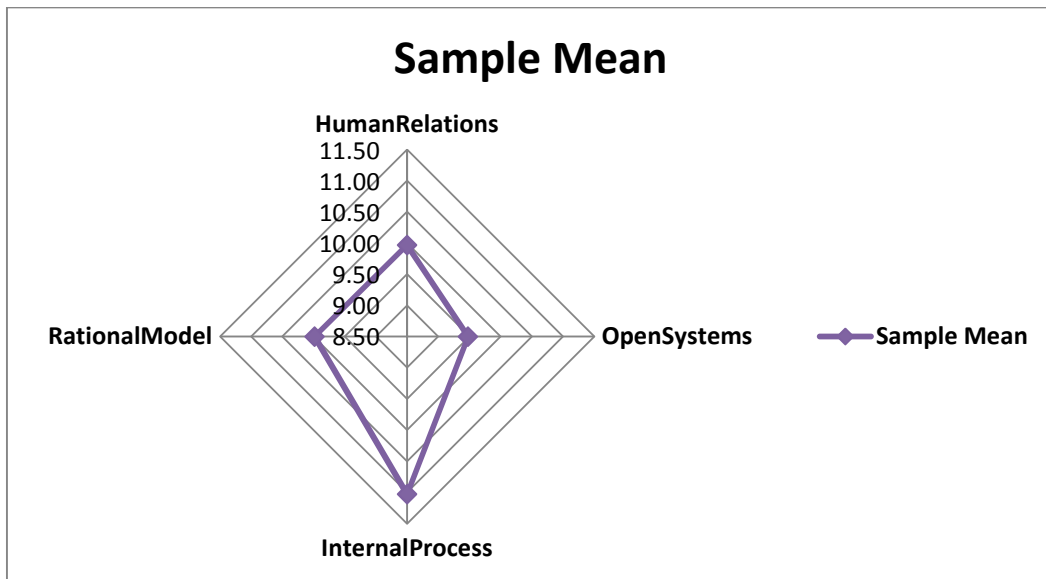 Sample Mean
HumanRelations
11.50
11.00
10.50
10.00
9.50
9.00
8.50
RationalModel
OpenSystems
Sample Mean
InternalProcess